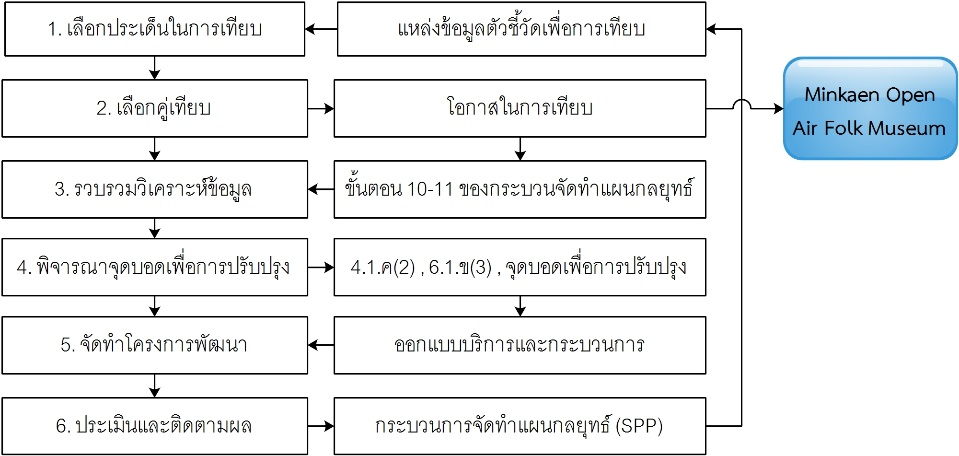 1. เลือกประเด็นในการเทียบ
แหล่งข้อมูลตัวชี้วัดเพื่อการเทียบ
2. เลือกคู่เทียบ
โอกาสในการเทียบ
Minkaen Open
Air Folk Museum
3. รวบรวมวิเคราะห์ข้อมูล
ขั้นตอน 10-11 ของกระบวนจัดทำแผนกลยุทธ์
4. พิจารณาจุดบอดเพื่อการปรับปรุง
4.1.ค(2) , 6.1.ข(3) , จุดบอดเพื่อการปรับปรุง
5. จัดทำโครงการพัฒนา
ออกแบบบริการและกระบวนการ
6. ประเมินและติดตามผล
กระบวนการจัดทำแผนกลยุทธ์ (SPP)